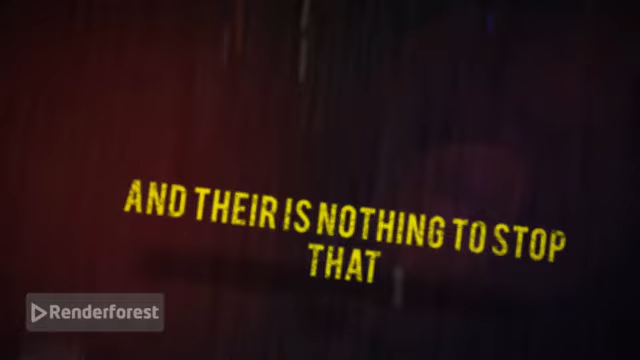 AND THEIR IS NOTHING TO STOP
THAT
Renderforest